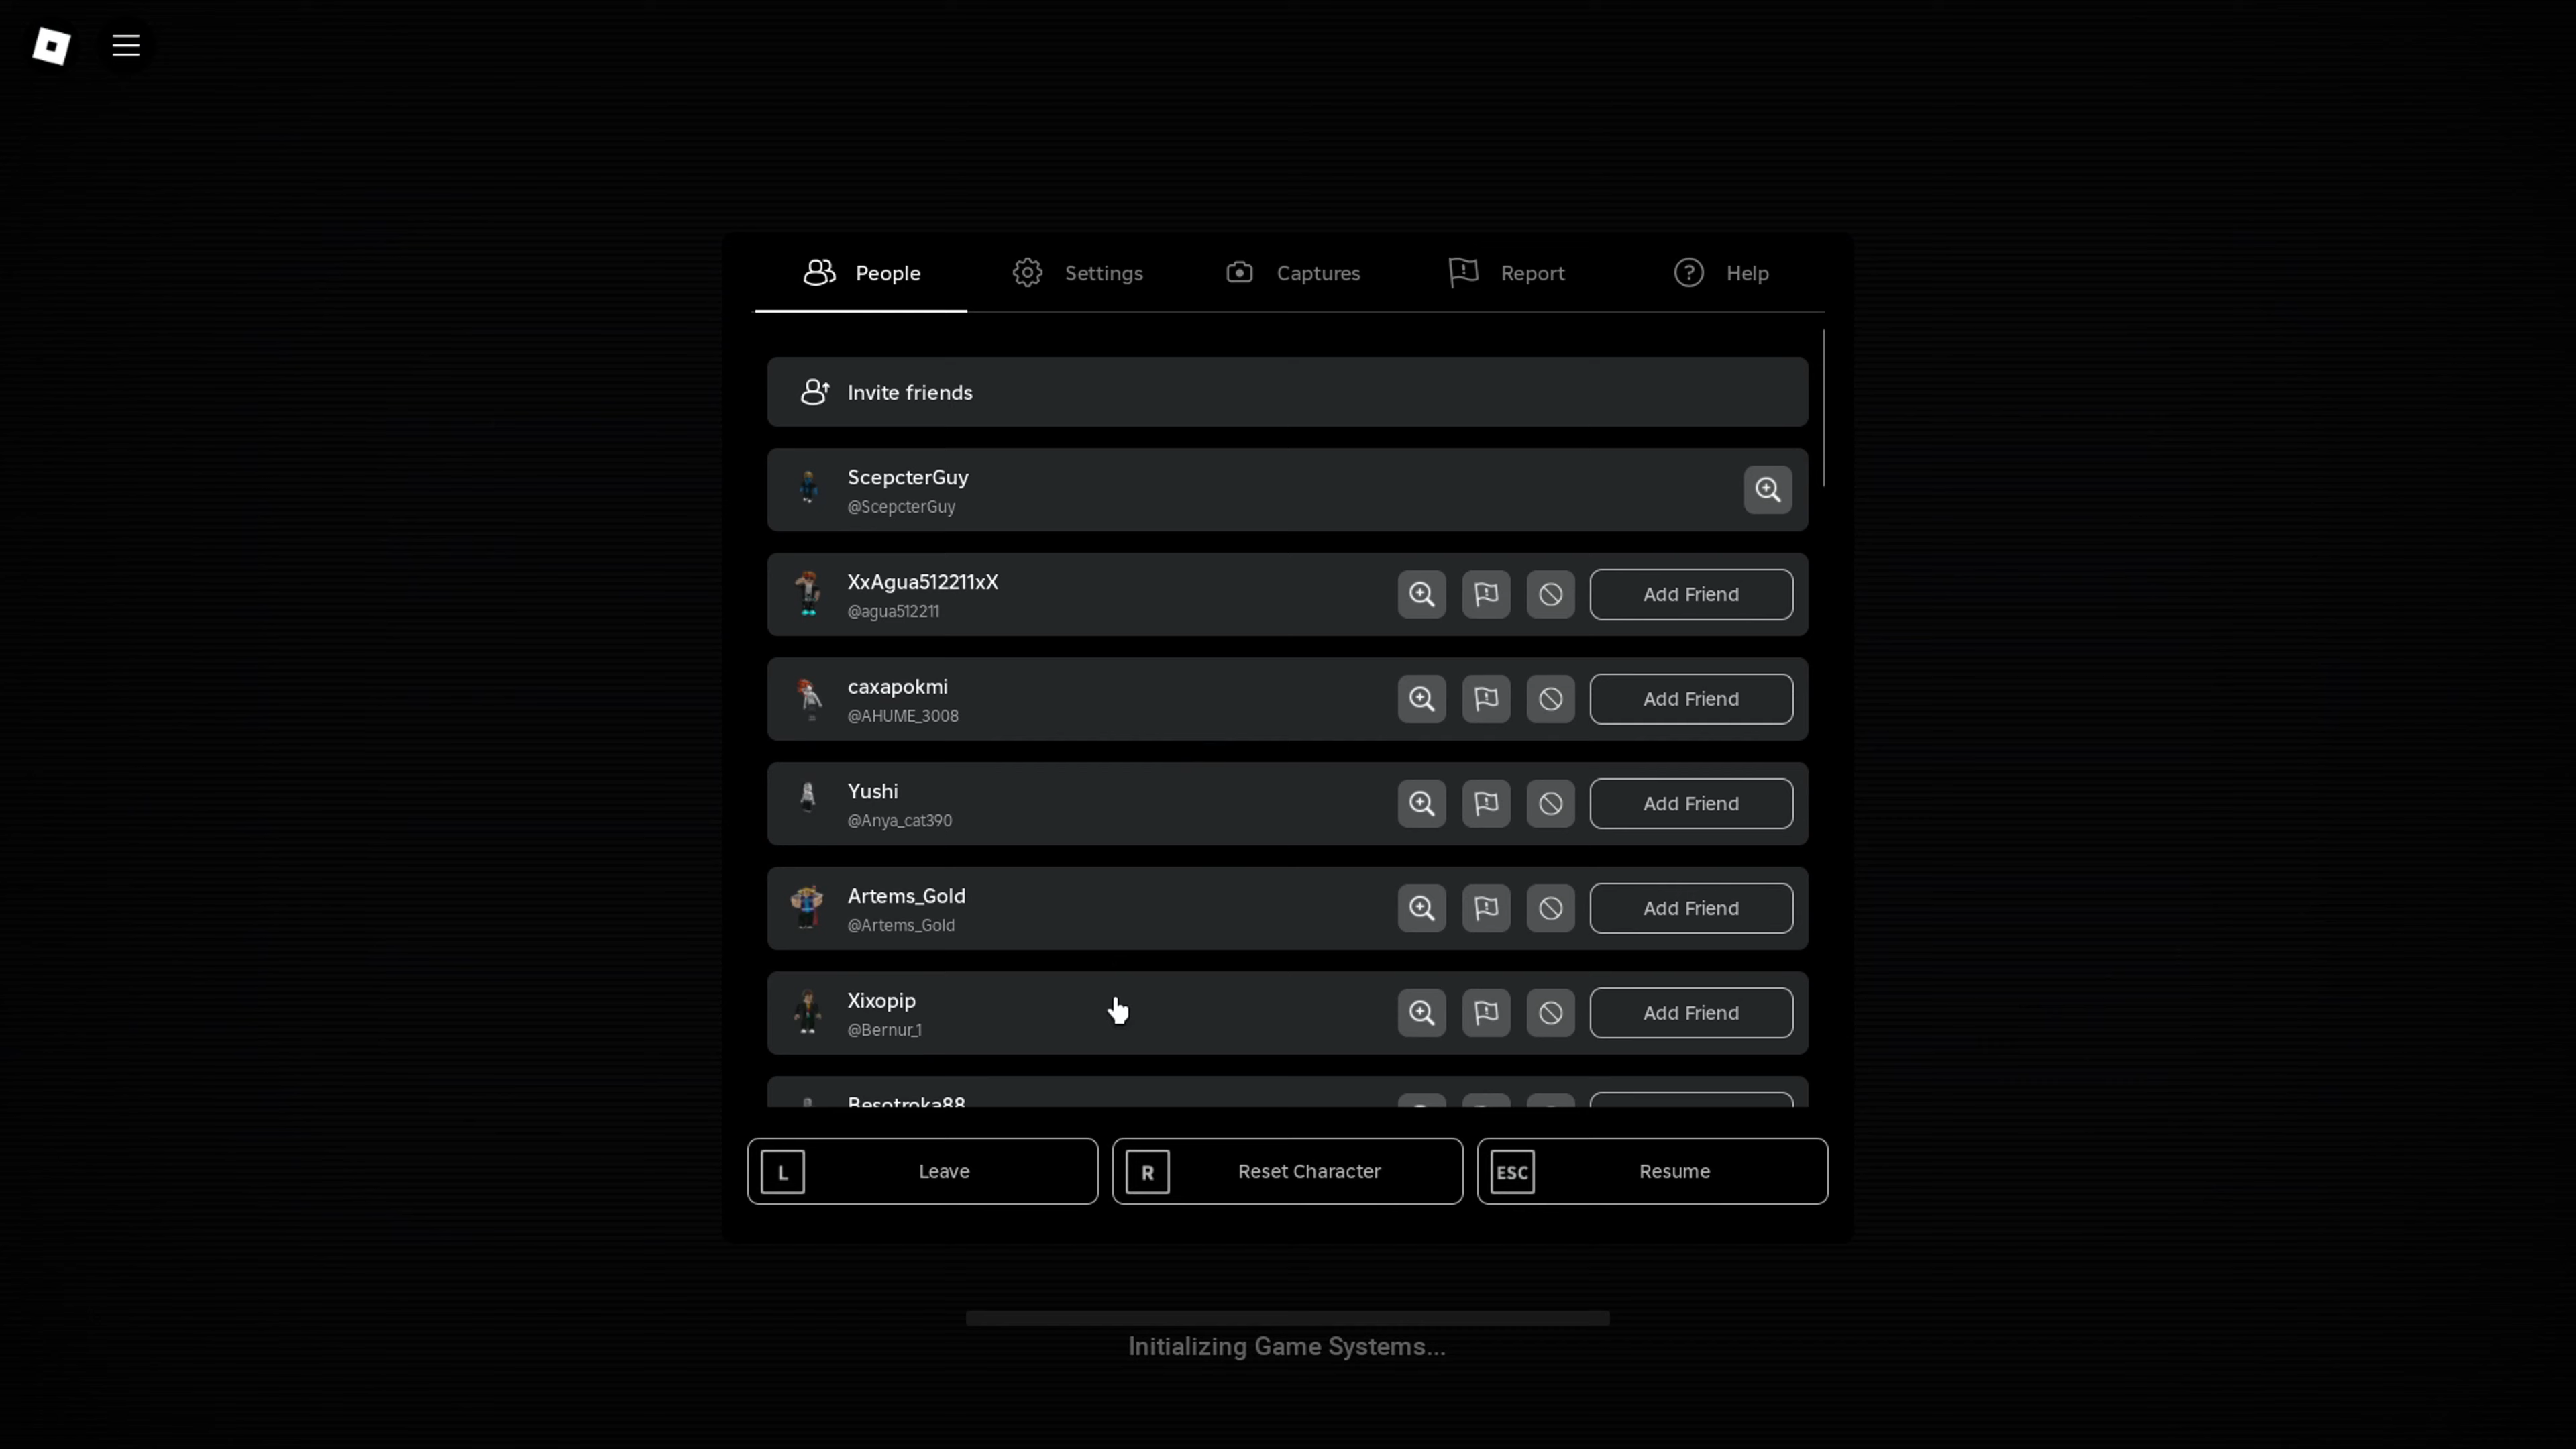 People
Settings
Captures
Report
? Help
Invite friends
ScepcterGuy
@ScepcterGuy
XxAgua512211xX
@agua512211
Add Friend
caxapokmi
@AHUME_3008
Add Friend
Yushi
@Anya_cat390
Add Friend
Artems_Gold
@Artems_Gold
Add Friend
Xixopip
@Bernur_1
Add Friend
Besotroka88
L Leave
R Reset Character
ESC Resume
Initializing Game Systems...